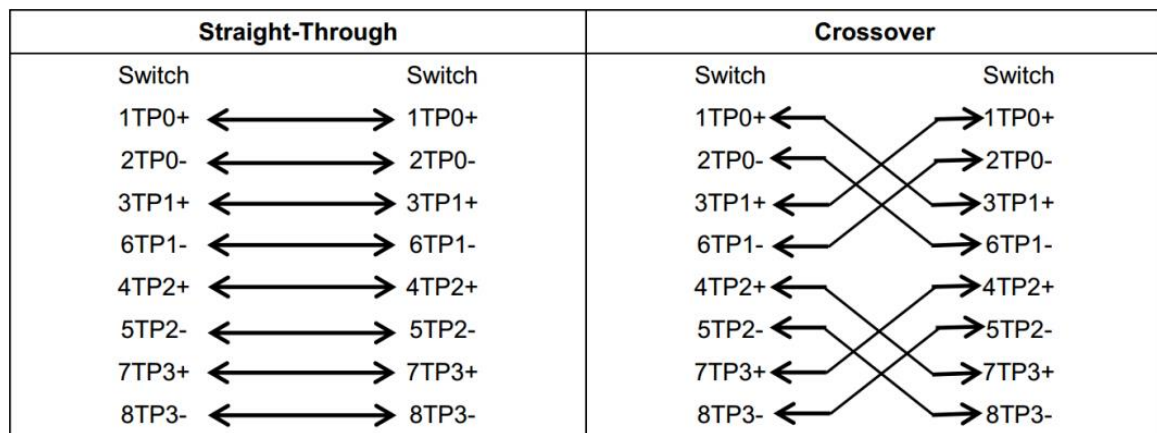 Straight-Through Crossover
Switch Switch Switch Switch
1TP0+ 1TP0+ 1TP0+ 1TP0+
2TP0- 2TP0- 2TP0- 2TP0-
3TP1+ 3TP1+ 3TP1+ 3TP1+
6TP1- 6TP1- 6TP1- 6TP1-
4TP2+ 4TP2+ 4TP2+ 4TP2+
5TP2- 5TP2- 5TP2- 5TP2-
7TP3+ 7TP3+ 7TP3+ 7TP3+
8TP3- 8TP3- 8TP3- 8TP3-